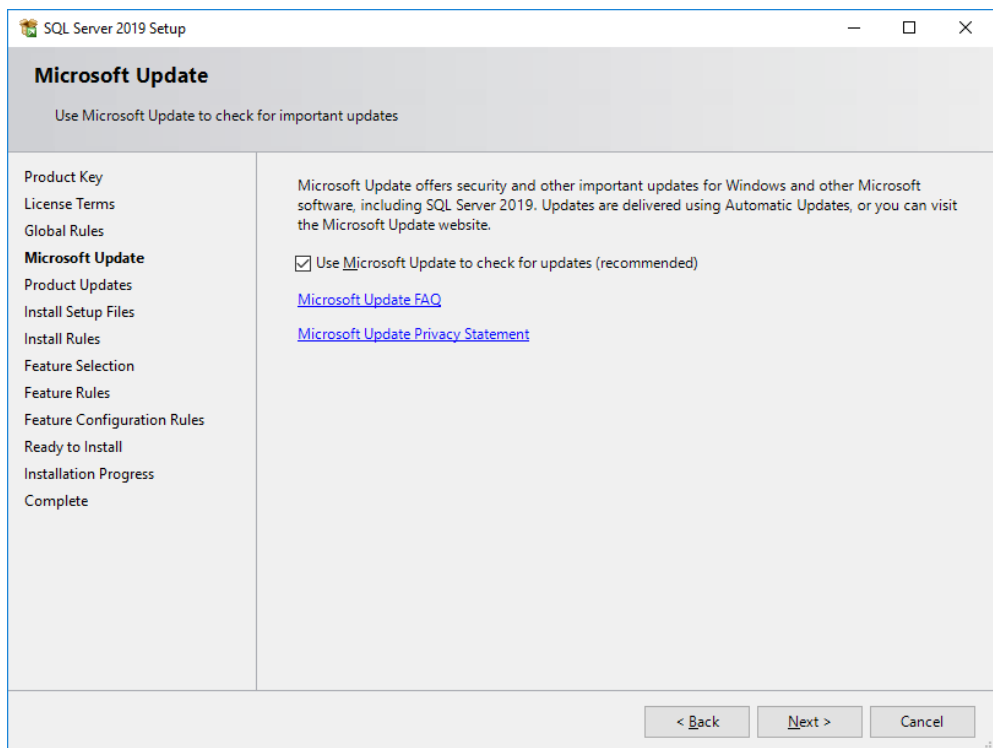 SQL Server 2019 Setup
Microsoft Update
Use Microsoft Update to check for important updates
Product Key
License Terms
Global Rules
Microsoft Update
Product Updates
Install Setup Files
Install Rules
Feature Selection
Feature Rules
Feature Configuration Rules
Ready to Install
Installation Progress
Complete
Microsoft Update offers security and other important updates for Windows and other Microsoft
software, including SQL Server 2019. Updates are delivered using Automatic Updates, or you can visit
the Microsoft Update website.
Use Microsoft Update to check for updates (recommended)
Microsoft Update FAQ
Microsoft Update Privacy Statement
< Back
Next >
Cancel